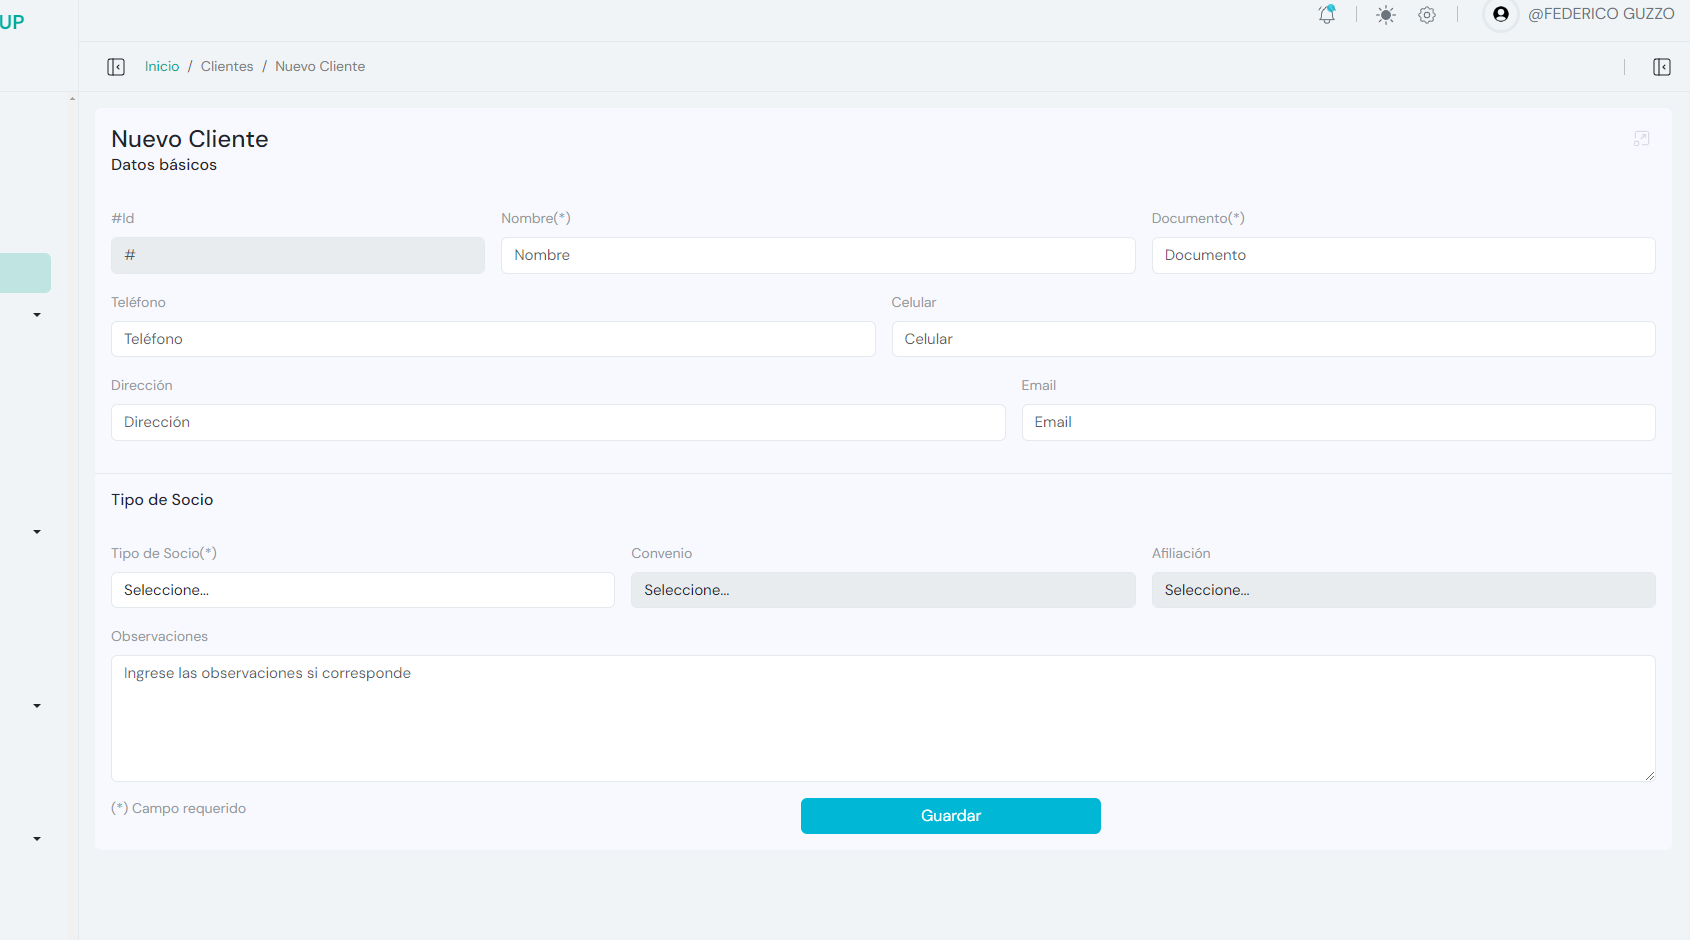 UP
@FEDERICO GUZZO
Inicio / Clientes / Nuevo Cliente
Nuevo Cliente
Datos básicos
#Id Nombre(*) Documento(*)
# Nombre Documento
Teléfono Celular
Teléfono Celular
Dirección Email
Dirección Email
Tipo de Socio
Tipo de Socio(*) Convenio Afiliación
Seleccione... Seleccione... Seleccione...
Observaciones
Ingrese las observaciones si corresponde
(*) Campo requerido
Guardar